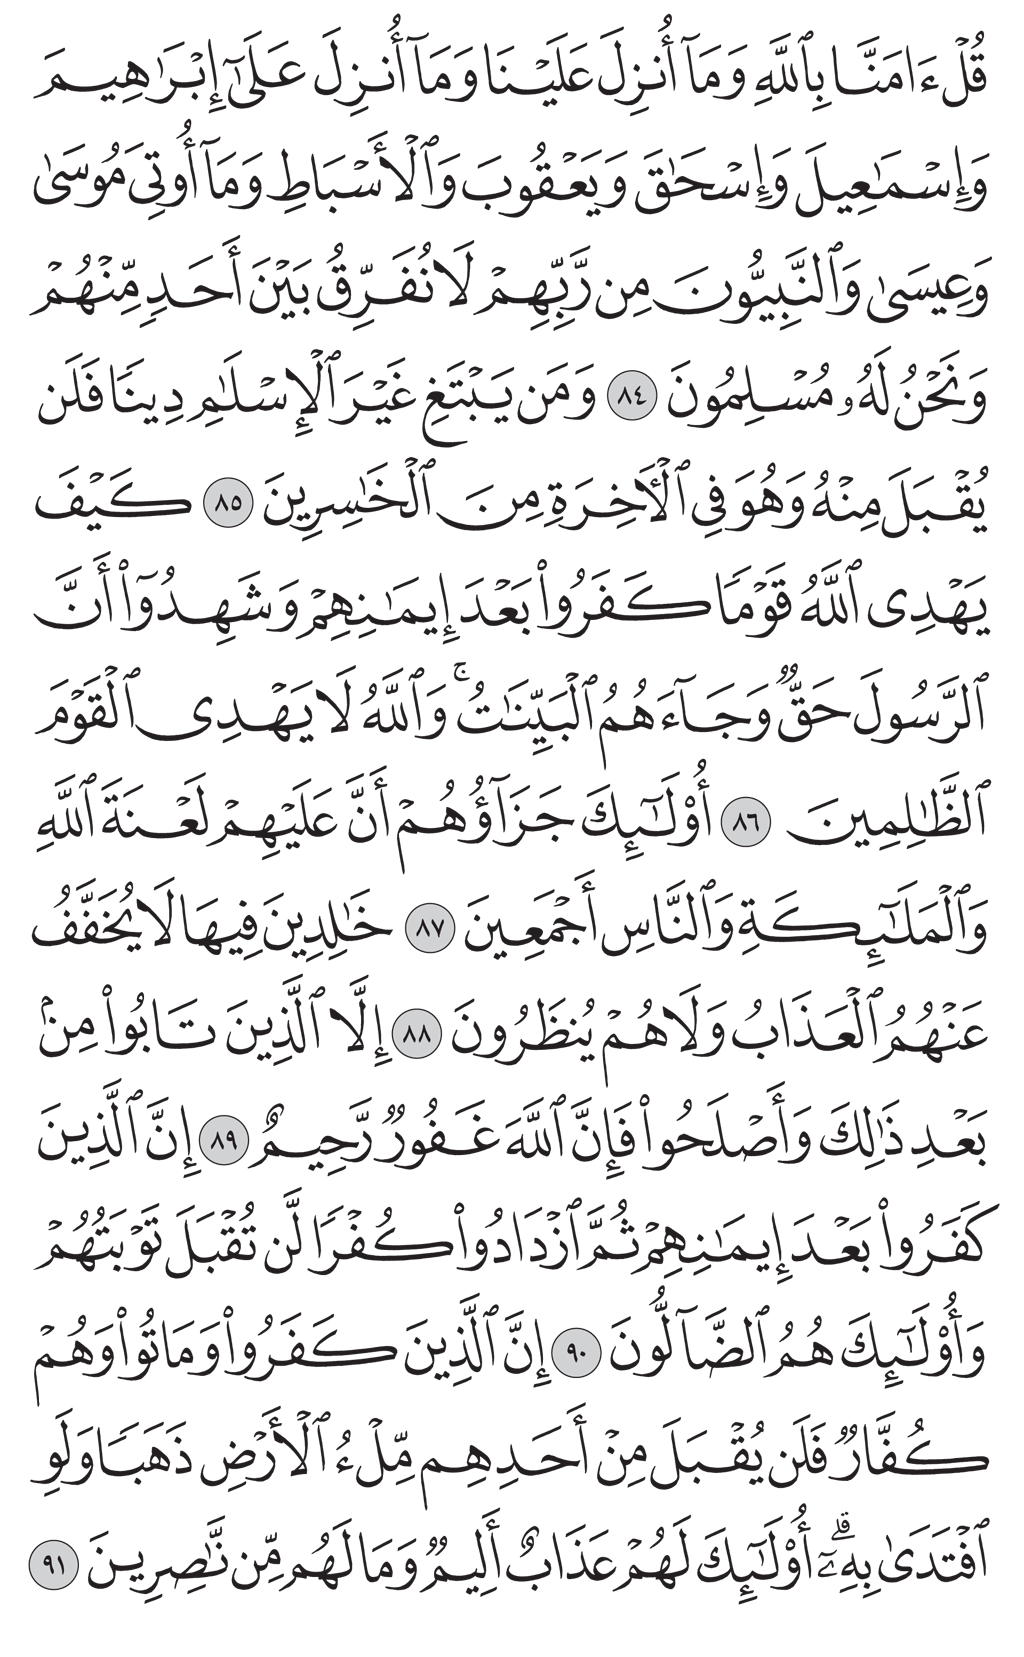 قُلۡ ءَامَنَّا بِٱللَّهِ وَمَآ أُنزِلَ عَلَيۡنَا وَمَآ أُنزِلَ عَلَىٰٓ إِبۡرَٰهِيمَ
وَإِسۡمَٰعِيلَ وَإِسۡحَٰقَ وَيَعۡقُوبَ وَٱلۡأَسۡبَاطِ وَمَآ أُوتِيَ مُوسَىٰ
وَعِيسَىٰ وَٱلنَّبِيُّونَ مِن رَّبِّهِمۡ لَا نُفَرِّقُ بَيۡنَ أَحَدٖ مِّنۡهُمۡ
وَنَحۡنُ لَهُۥ مُسۡلِمُونَ ٨٤ وَمَن يَبۡتَغِ غَيۡرَ ٱلۡإِسۡلَٰمِ دِينٗا فَلَن
يُقۡبَلَ مِنۡهُ وَهُوَ فِي ٱلۡأٓخِرَةِ مِنَ ٱلۡخَٰسِرِينَ ٨٥ كَيۡفَ
يَهۡدِي ٱللَّهُ قَوۡمٗا كَفَرُواْ بَعۡدَ إِيمَٰنِهِمۡ وَشَهِدُوٓاْ أَنَّ
ٱلرَّسُولَ حَقّٞ وَجَآءَهُمُ ٱلۡبَيِّنَٰتُۚ وَٱللَّهُ لَا يَهۡدِي ٱلۡقَوۡمَ
ٱلظَّٰلِمِينَ ٨٦ أُوْلَٰٓئِكَ جَزَآؤُهُمۡ أَنَّ عَلَيۡهِمۡ لَعۡنَةَ ٱللَّهِ
وَٱلۡمَلَٰٓئِكَةِ وَٱلنَّاسِ أَجۡمَعِينَ ٨٧ خَٰلِدِينَ فِيهَا لَا يُخَفَّفُ
عَنۡهُمُ ٱلۡعَذَابُ وَلَا هُمۡ يُنظَرُونَ ٨٨ إِلَّا ٱلَّذِينَ تَابُواْ مِنۢ
بَعۡدِ ذَٰلِكَ وَأَصۡلَحُواْ فَإِنَّ ٱللَّهَ غَفُورٞ رَّحِيمٌ ٨٩ إِنَّ ٱلَّذِينَ
كَفَرُواْ بَعۡدَ إِيمَٰنِهِمۡ ثُمَّ ٱزۡدَادُواْ كُفۡرٗا لَّن تُقۡبَلَ تَوۡبَتُهُمۡ
وَأُوْلَٰٓئِكَ هُمُ ٱلضَّآلُّونَ ٩٠ إِنَّ ٱلَّذِينَ كَفَرُواْ وَمَاتُواْ وَهُمۡ
كُفَّارٞ فَلَن يُقۡبَلَ مِنۡ أَحَدِهِم مِّلۡءُ ٱلۡأَرۡضِ ذَهَبٗا وَلَوِ
ٱفۡتَدَىٰ بِهِۦٓۗ أُوْلَٰٓئِكَ لَهُمۡ عَذَابٌ أَلِيمٞ وَمَا لَهُم مِّن نَّٰصِرِينَ ٩١